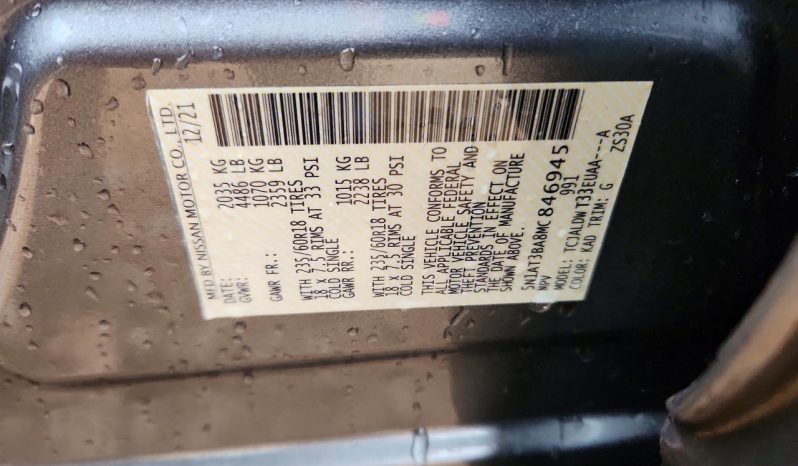 MFD BY NISSAN MOTOR CO., LTD.
DATE: 12/21
GVWR: 2035 KG
4486 LB
GAWR FR.: 1070 KG
2359 LB
WITH 235/60R18 TIRES
18 X 7.5 RIMS AT 33 PSI
COLD SINGLE
GAWR RR.: 1015 KG
2238 LB
WITH 235/60R18 TIRES
18 X 7.5 RIMS AT 30 PSI
COLD SINGLE
THIS VEHICLE CONFORMS TO
ALL APPLICABLE FEDERAL
MOTOR VEHICLE SAFETY AND
THEFT PREVENTION
STANDARDS IN EFFECT ON
THE DATE OF MANUFACTURE
SHOWN ABOVE.
5N1AT3BA8MC846945
MPV 991
MODEL: TCJALDWT33EUAA---A
COLOR: KAD TRIM: G ZS30A